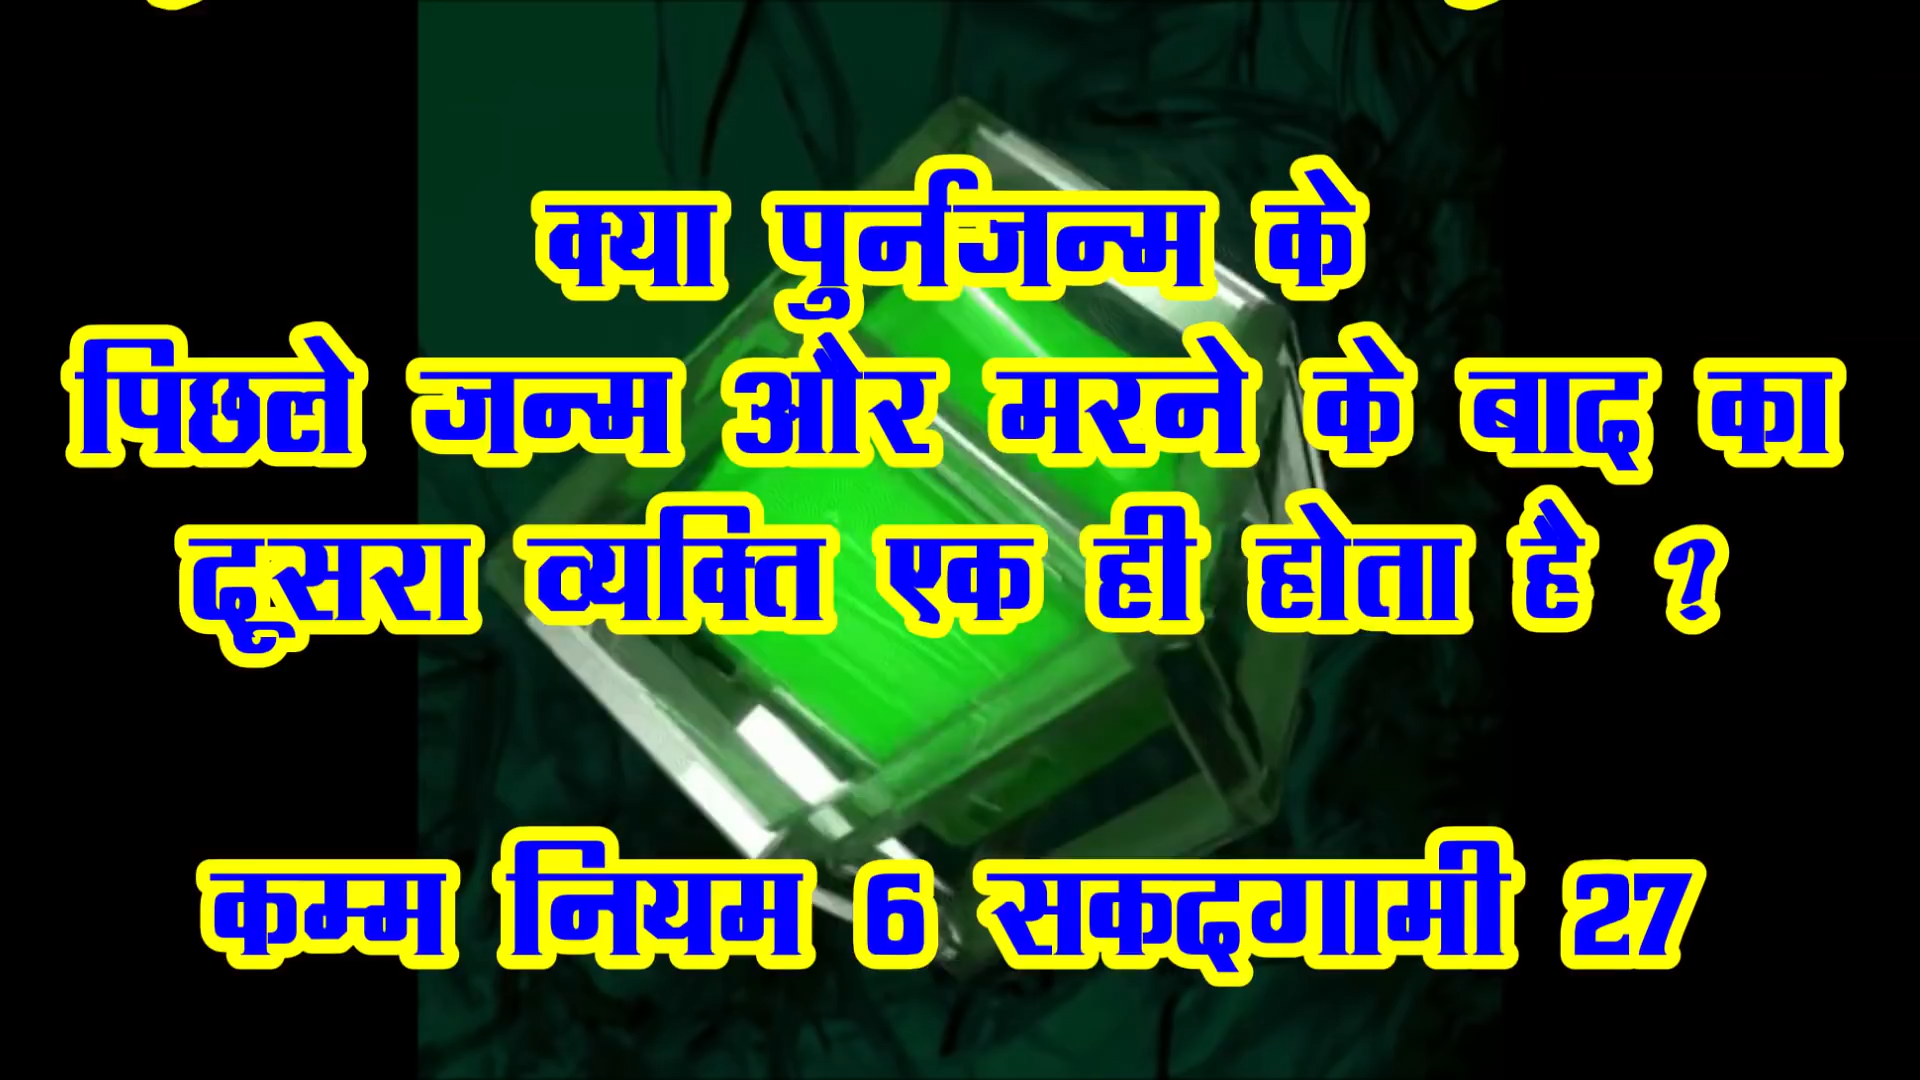 क्या पुर्नजन्म के
पिछले जन्म और मरने के बाद का
दूसरा व्यक्ति एक ही होता है ?
कम्म नियम 6 सकदगामी 27